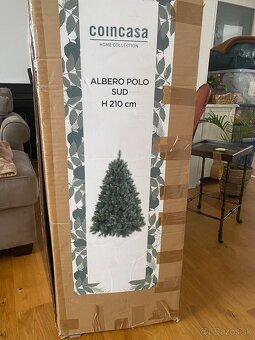 coincasa
HOME COLLECTION
ALBERO POLO
SUD
H 210 cm